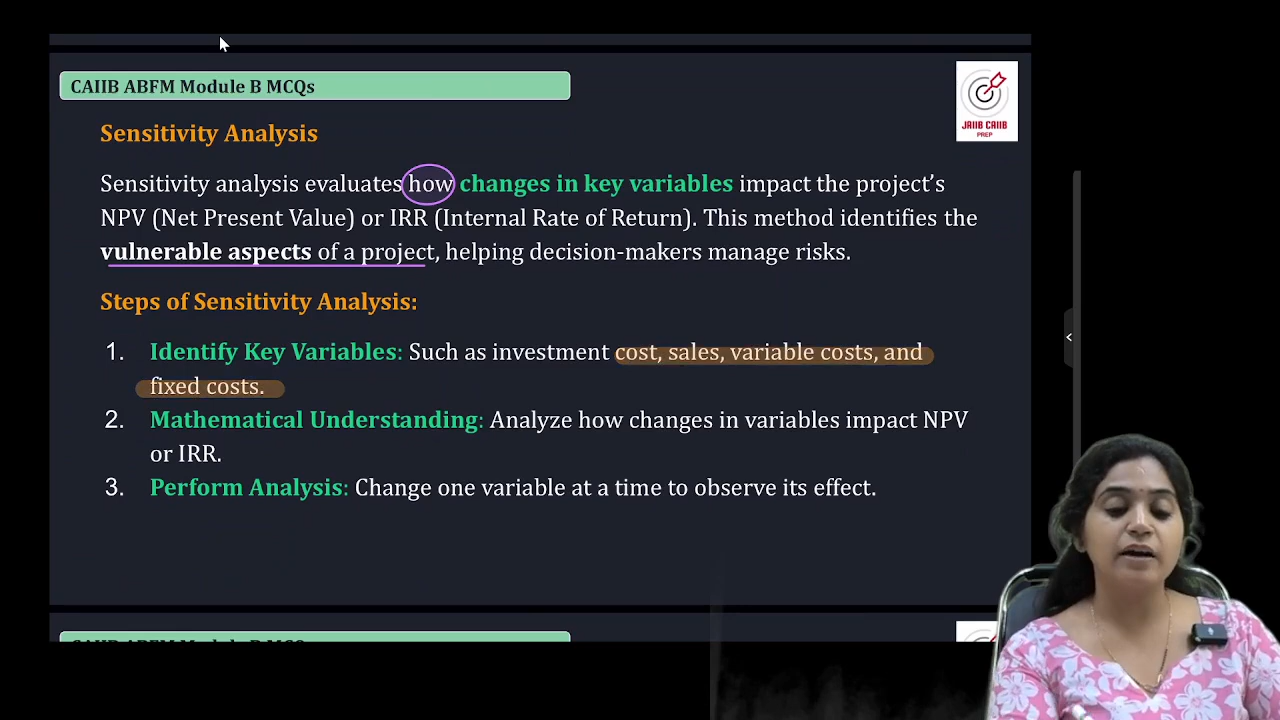 CAIIB ABFM Module B MCQs
JAIIB CAIIB
PREP
Sensitivity Analysis
Sensitivity analysis evaluates how changes in key variables impact the project’s
NPV (Net Present Value) or IRR (Internal Rate of Return). This method identifies the
vulnerable aspects of a project, helping decision-makers manage risks.
Steps of Sensitivity Analysis:
1. Identify Key Variables: Such as investment cost, sales, variable costs, and
fixed costs.
2. Mathematical Understanding: Analyze how changes in variables impact NPV
or IRR.
3. Perform Analysis: Change one variable at a time to observe its effect.
CAIIB ABFM Module B MCQs